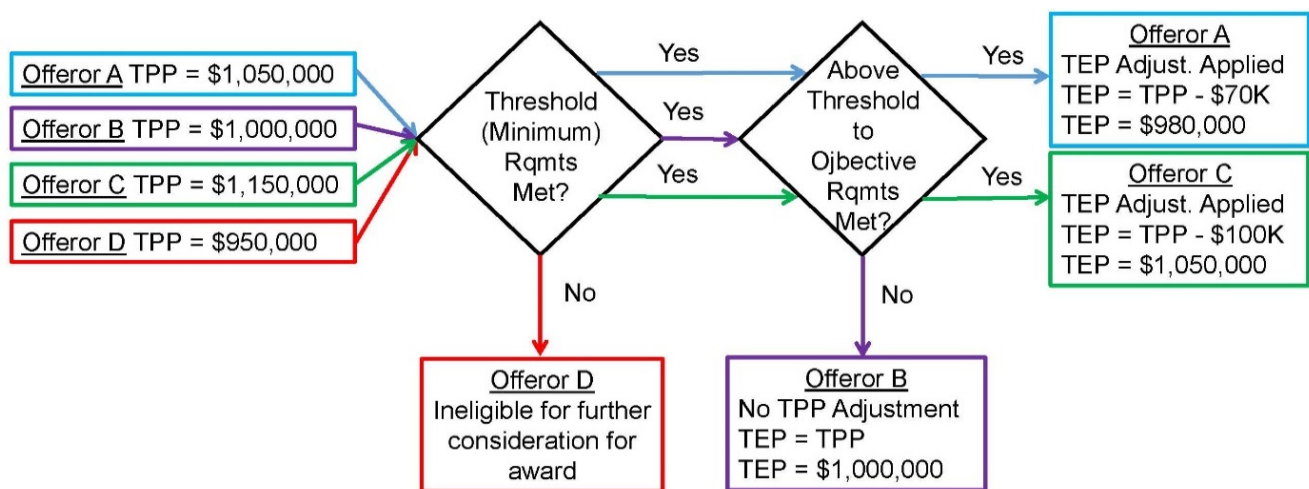 Offeror A TPP = $1,050,000
Offeror B TPP = $1,000,000
Offeror C TPP = $1,150,000
Offeror D TPP = $950,000
Threshold
(Minimum)
Rqmts
Met?
Yes
Yes
Yes
No
Above
Threshold
to
Ojbective
Rqmts
Met?
Yes
Yes
No
Offeror A
TEP Adjust. Applied
TEP = TPP - $70K
TEP = $980,000
Offeror C
TEP Adjust. Applied
TEP = TPP - $100K
TEP = $1,050,000
Offeror D
Ineligible for further
consideration for
award
Offeror B
No TPP Adjustment
TEP = TPP
TEP = $1,000,000